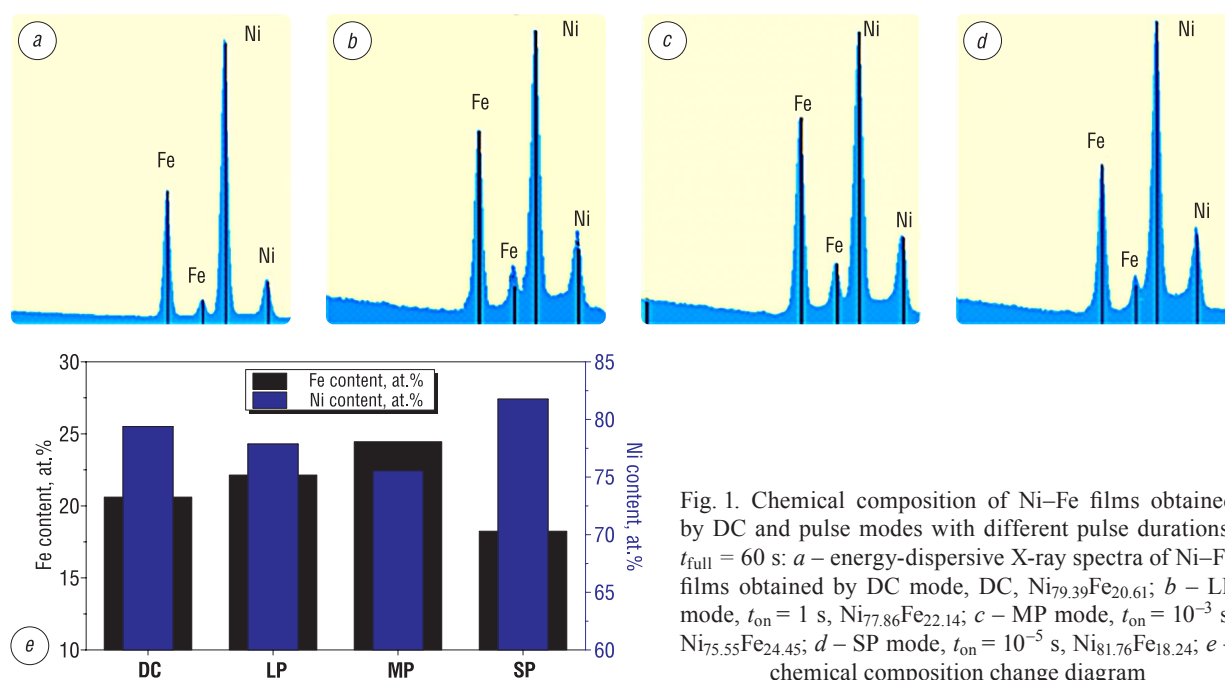 a
Ni
Fe
Fe
Ni
b
Ni
Fe
Fe
Ni
c
Ni
Fe
Fe
Ni
d
Ni
Fe
Fe
Ni
30
25
20
15
10
Fe content, at.%
Fe content, at.%
Ni content, at.%
85
80
75
70
65
60
Ni content, at.%
DC
LP
MP
SP
e
Fig. 1. Chemical composition of Ni–Fe films obtained
by DC and pulse modes with different pulse durations
t_full = 60 s: a – energy-dispersive X-ray spectra of Ni–F
films obtained by DC mode, DC, Ni79.39Fe20.61; b – L
mode, t_on = 1 s, Ni77.86Fe22.14; c – MP mode, t_on = 10⁻³ s
Ni75.55Fe24.45; d – SP mode, t_on = 10⁻⁵ s, Ni81.76Fe18.24; e –
chemical composition change diagram